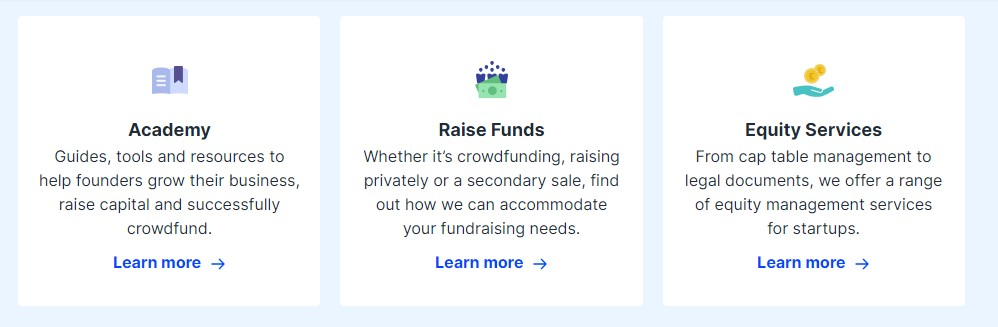 Academy
Guides, tools and resources to
help founders grow their business,
raise capital and successfully
crowdfund.
Learn more
Raise Funds
Whether it’s crowdfunding, raising
privately or a secondary sale, find
out how we can accommodate
your fundraising needs.
Learn more
Equity Services
From cap table management to
legal documents, we offer a range
of equity management services
for startups.
Learn more